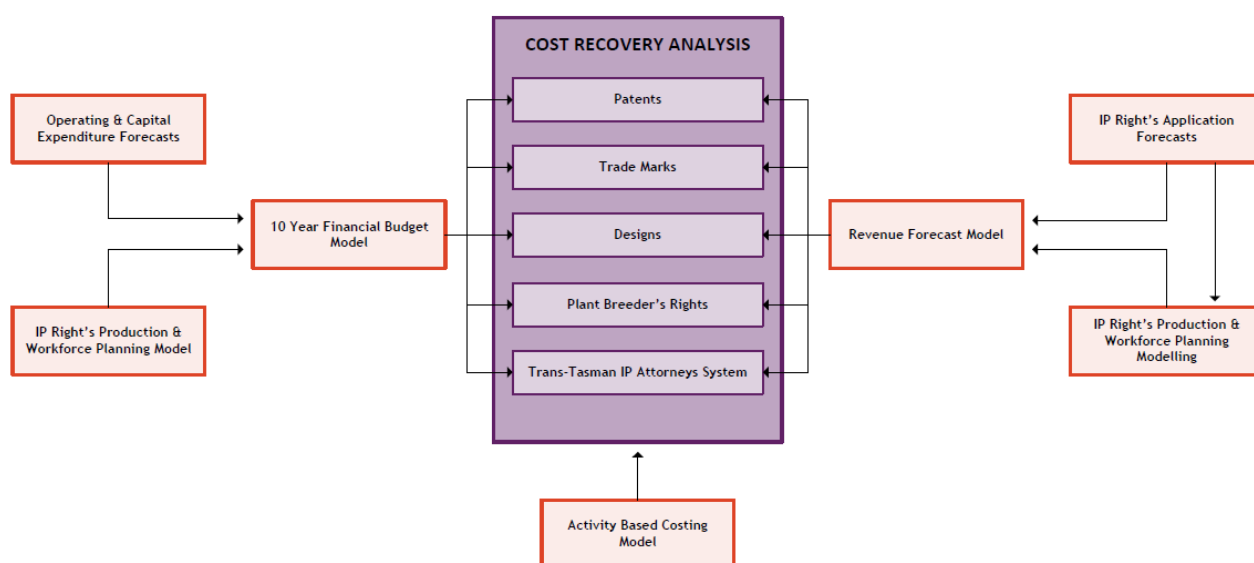 COST RECOVERY ANALYSIS
Patents
Trade Marks
Designs
Plant Breeder's Rights
Trans-Tasman IP Attorneys System
Operating & Capital
Expenditure Forecasts
10 Year Financial Budget
Model
IP Right's Production &
Workforce Planning Model
IP Right's Application
Forecasts
Revenue Forecast Model
IP Right's Production &
Workforce Planning
Modelling
Activity Based Costing
Model